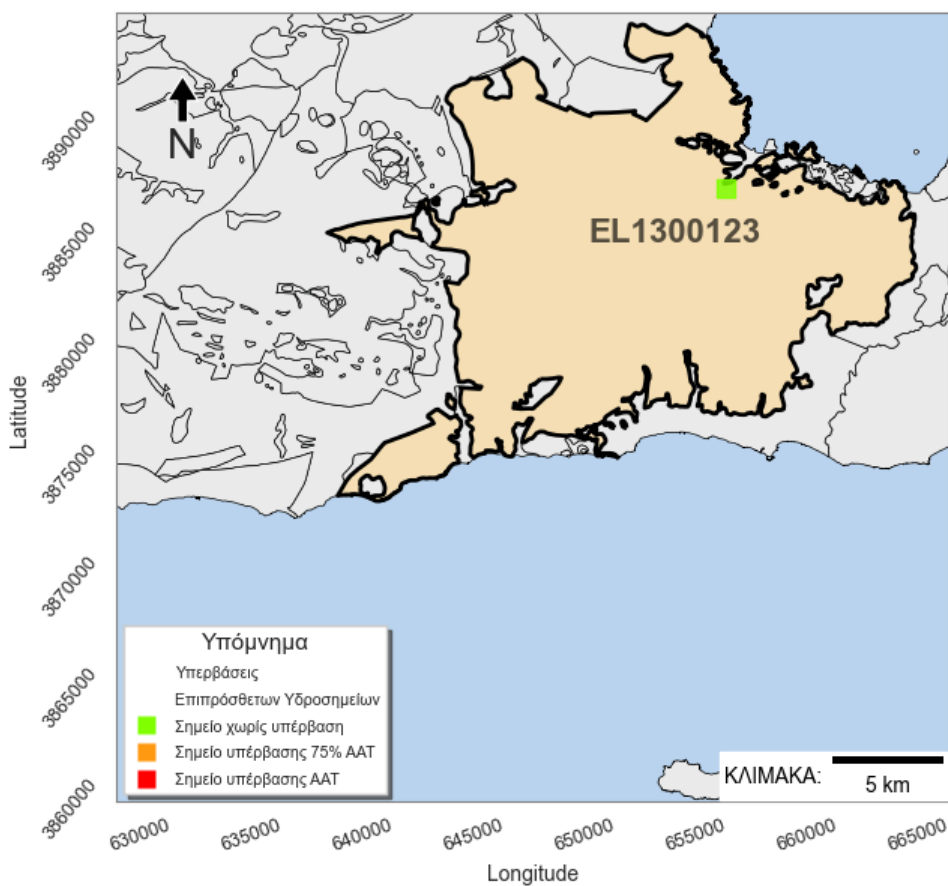 N
EL1300123
3890000
3885000
3880000
3875000
3870000
3865000
3860000
Latitude
Υπόμνημα
Υπερβάσεις
Επιπρόσθετων Υδροσημείων
Σημείο χωρίς υπέρβαση
Σημείο υπέρβασης 75% ΑΑΤ
Σημείο υπέρβασης ΑΑΤ
ΚΛΙΜΑΚΑ:
5 km
630000
635000
640000
645000
650000
655000
660000
665000
Longitude